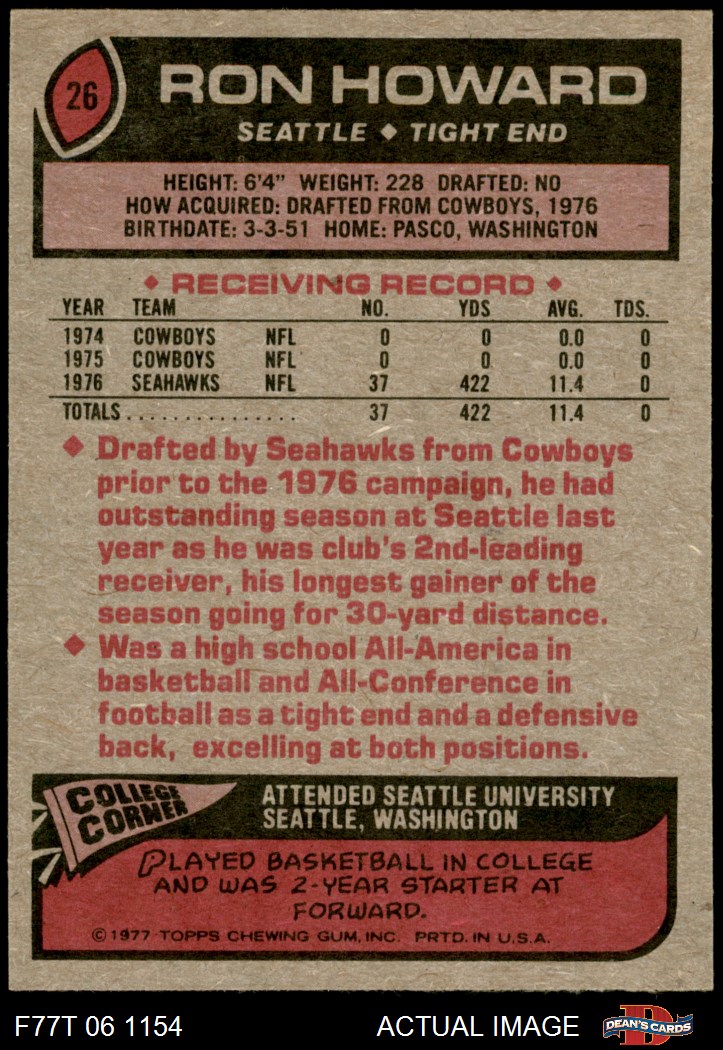 26
RON HOWARD
SEATTLE ◆ TIGHT END
HEIGHT: 6'4" WEIGHT: 228 DRAFTED: NO
HOW ACQUIRED: DRAFTED FROM COWBOYS, 1976
BIRTHDATE: 3-3-51 HOME: PASCO, WASHINGTON
◆ RECEIVING RECORD ◆
YEAR TEAM NO. YDS AVG. TDS.
1974 COWBOYS NFL 0 0 0.0 0
1975 COWBOYS NFL 0 0 0.0 0
1976 SEAHAWKS NFL 37 422 11.4 0
TOTALS............... 37 422 11.4 0
◆ Drafted by Seahawks from Cowboys
prior to the 1976 campaign, he had
outstanding season at Seattle last
year as he was club's 2nd-leading
receiver, his longest gainer of the
season going for 30-yard distance.
◆ Was a high school All-America in
basketball and All-Conference in
football as a tight end and a defensive
back, excelling at both positions.
COLLEGE
CORNER
ATTENDED SEATTLE UNIVERSITY
SEATTLE, WASHINGTON
PLAYED BASKETBALL IN COLLEGE
AND WAS 2-YEAR STARTER AT
FORWARD.
© 1977 TOPPS CHEWING GUM, INC. PRTD. IN U.S.A.
F77T 06 1154 ACTUAL IMAGE D DEAN'S CARDS